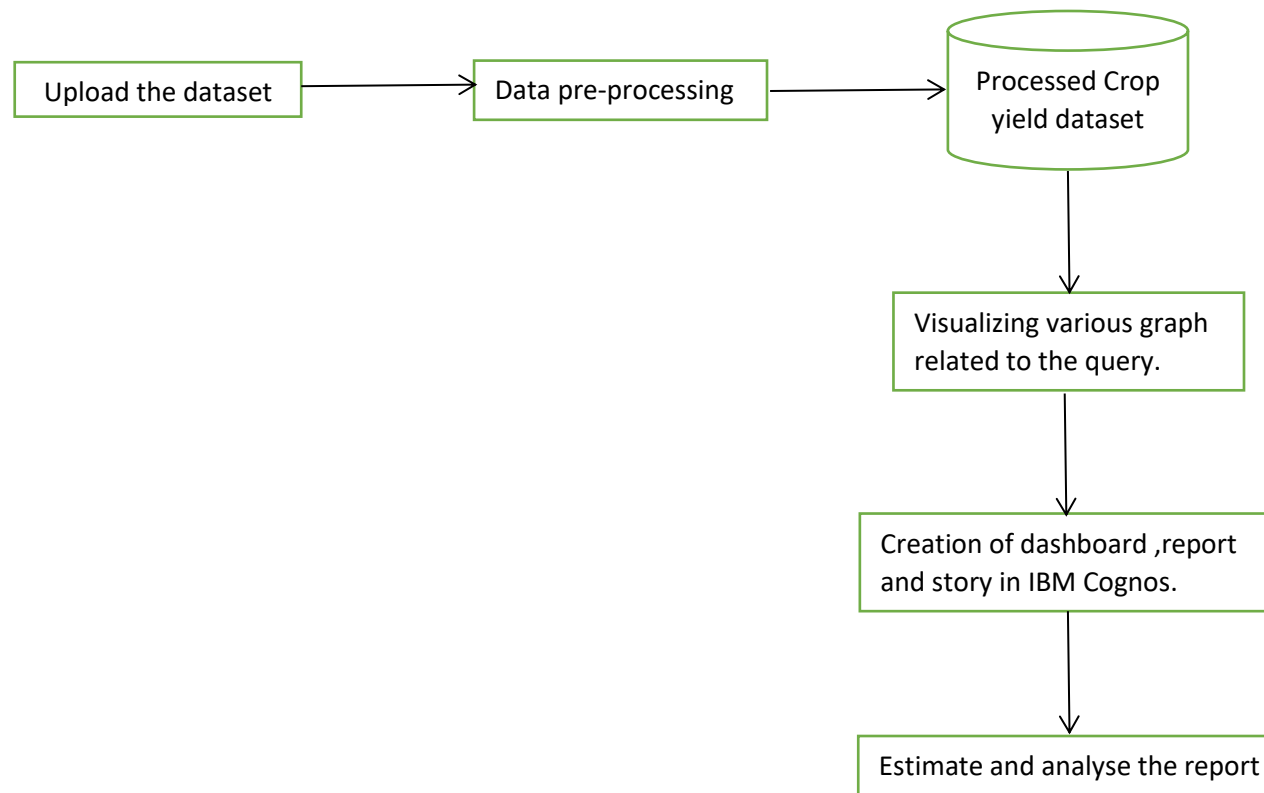 Upload the dataset
Data pre-processing
Processed Crop
yield dataset
Visualizing various graph
related to the query.
Creation of dashboard ,report
and story in IBM Cognos.
Estimate and analyse the report